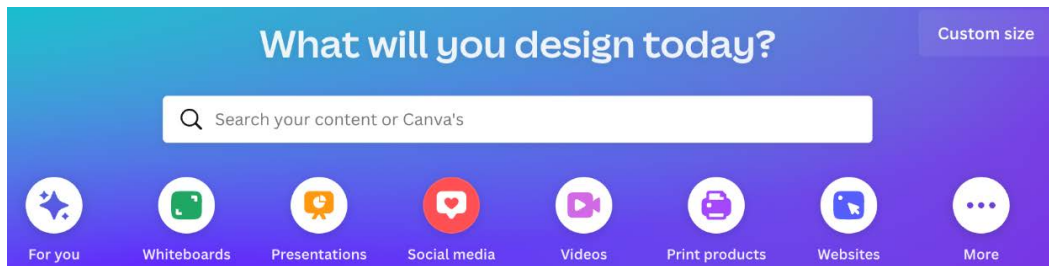 What will you design today?
Custom size
Search your content or Canva's
For you
Whiteboards
Presentations
Social media
Videos
Print products
Websites
More